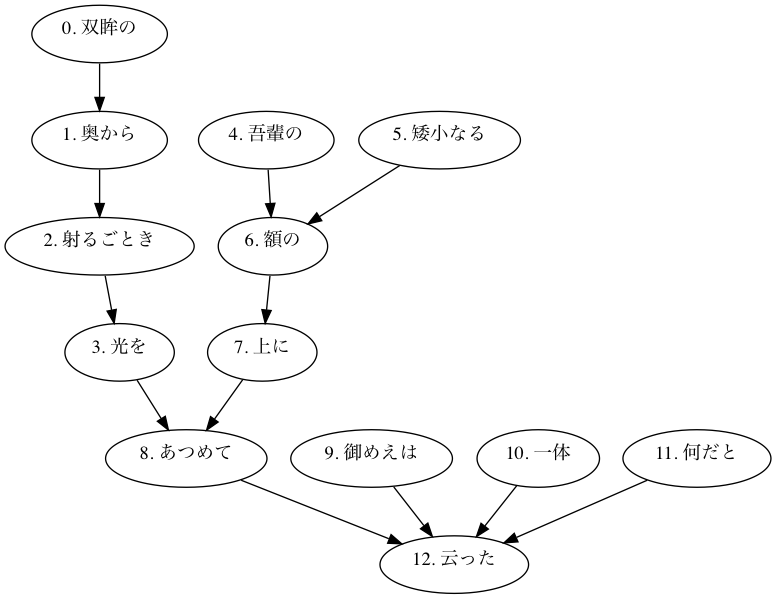 0. 双眸の
1. 奥から
4. 吾輩の
5. 矮小なる
2. 射るごとき
6. 額の
3. 光を
7. 上に
8. あつめて
9. 御めえは
10. 一体
11. 何だと
12. 云った